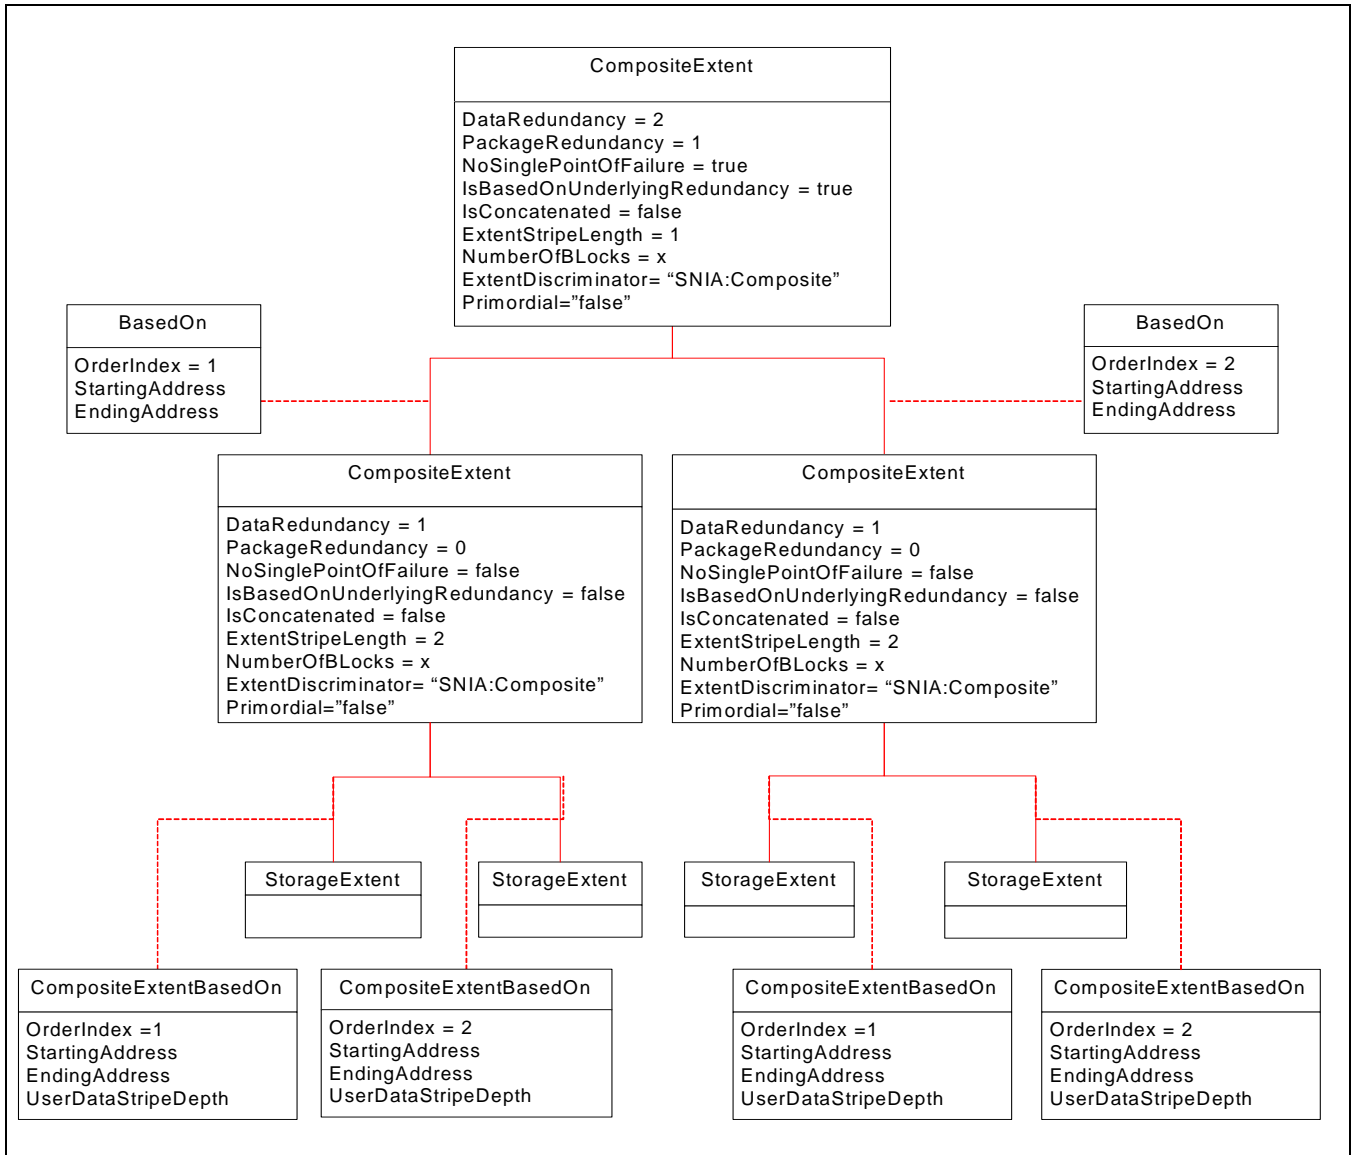 CompositeExtent
DataRedundancy = 2
PackageRedundancy = 1
NoSinglePointOfFailure = true
IsBasedOnUnderlyingRedundancy = true
IsConcatenated = false
ExtentStripeLength = 1
NumberOfBLocks = x
ExtentDiscriminator= “SNIA:Composite”
Primordial=”false”
BasedOn
OrderIndex = 1
StartingAddress
EndingAddress
BasedOn
OrderIndex = 2
StartingAddress
EndingAddress
CompositeExtent
DataRedundancy = 1
PackageRedundancy = 0
NoSinglePointOfFailure = false
IsBasedOnUnderlyingRedundancy = false
IsConcatenated = false
ExtentStripeLength = 2
NumberOfBLocks = x
ExtentDiscriminator= “SNIA:Composite”
Primordial=”false”
CompositeExtent
DataRedundancy = 1
PackageRedundancy = 0
NoSinglePointOfFailure = false
IsBasedOnUnderlyingRedundancy = false
IsConcatenated = false
ExtentStripeLength = 2
NumberOfBLocks = x
ExtentDiscriminator= “SNIA:Composite”
Primordial=”false”
StorageExtent
StorageExtent
StorageExtent
StorageExtent
CompositeExtentBasedOn
OrderIndex =1
StartingAddress
EndingAddress
UserDataStripeDepth
CompositeExtentBasedOn
OrderIndex = 2
StartingAddress
EndingAddress
UserDataStripeDepth
CompositeExtentBasedOn
OrderIndex =1
StartingAddress
EndingAddress
UserDataStripeDepth
CompositeExtentBasedOn
OrderIndex = 2
StartingAddress
EndingAddress
UserDataStripeDepth